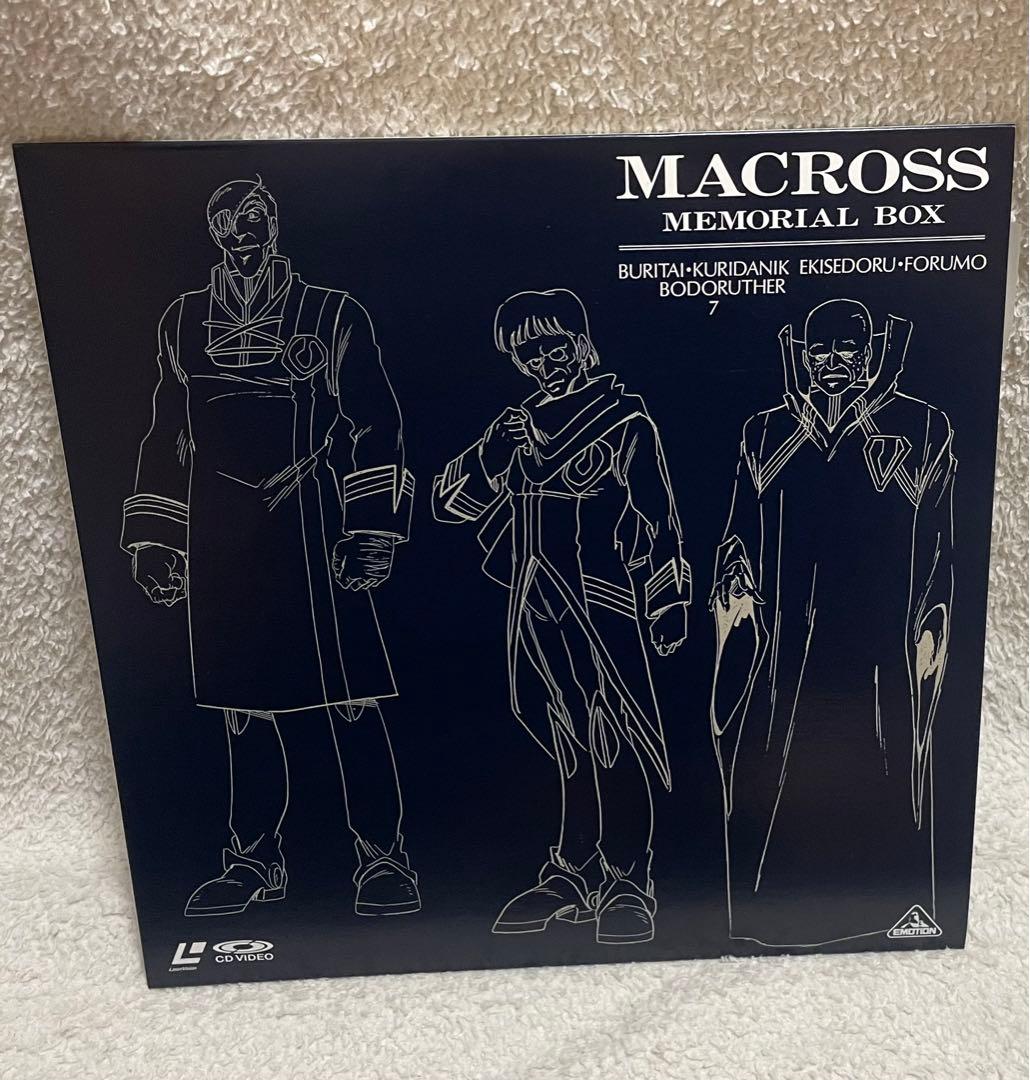 MACROSS
MEMORIAL BOX
BURITAI•KURIDANIK EKISEDORU•FORUMO
BODORUTHER
7
LaserVision
CD VIDEO
EMOTION